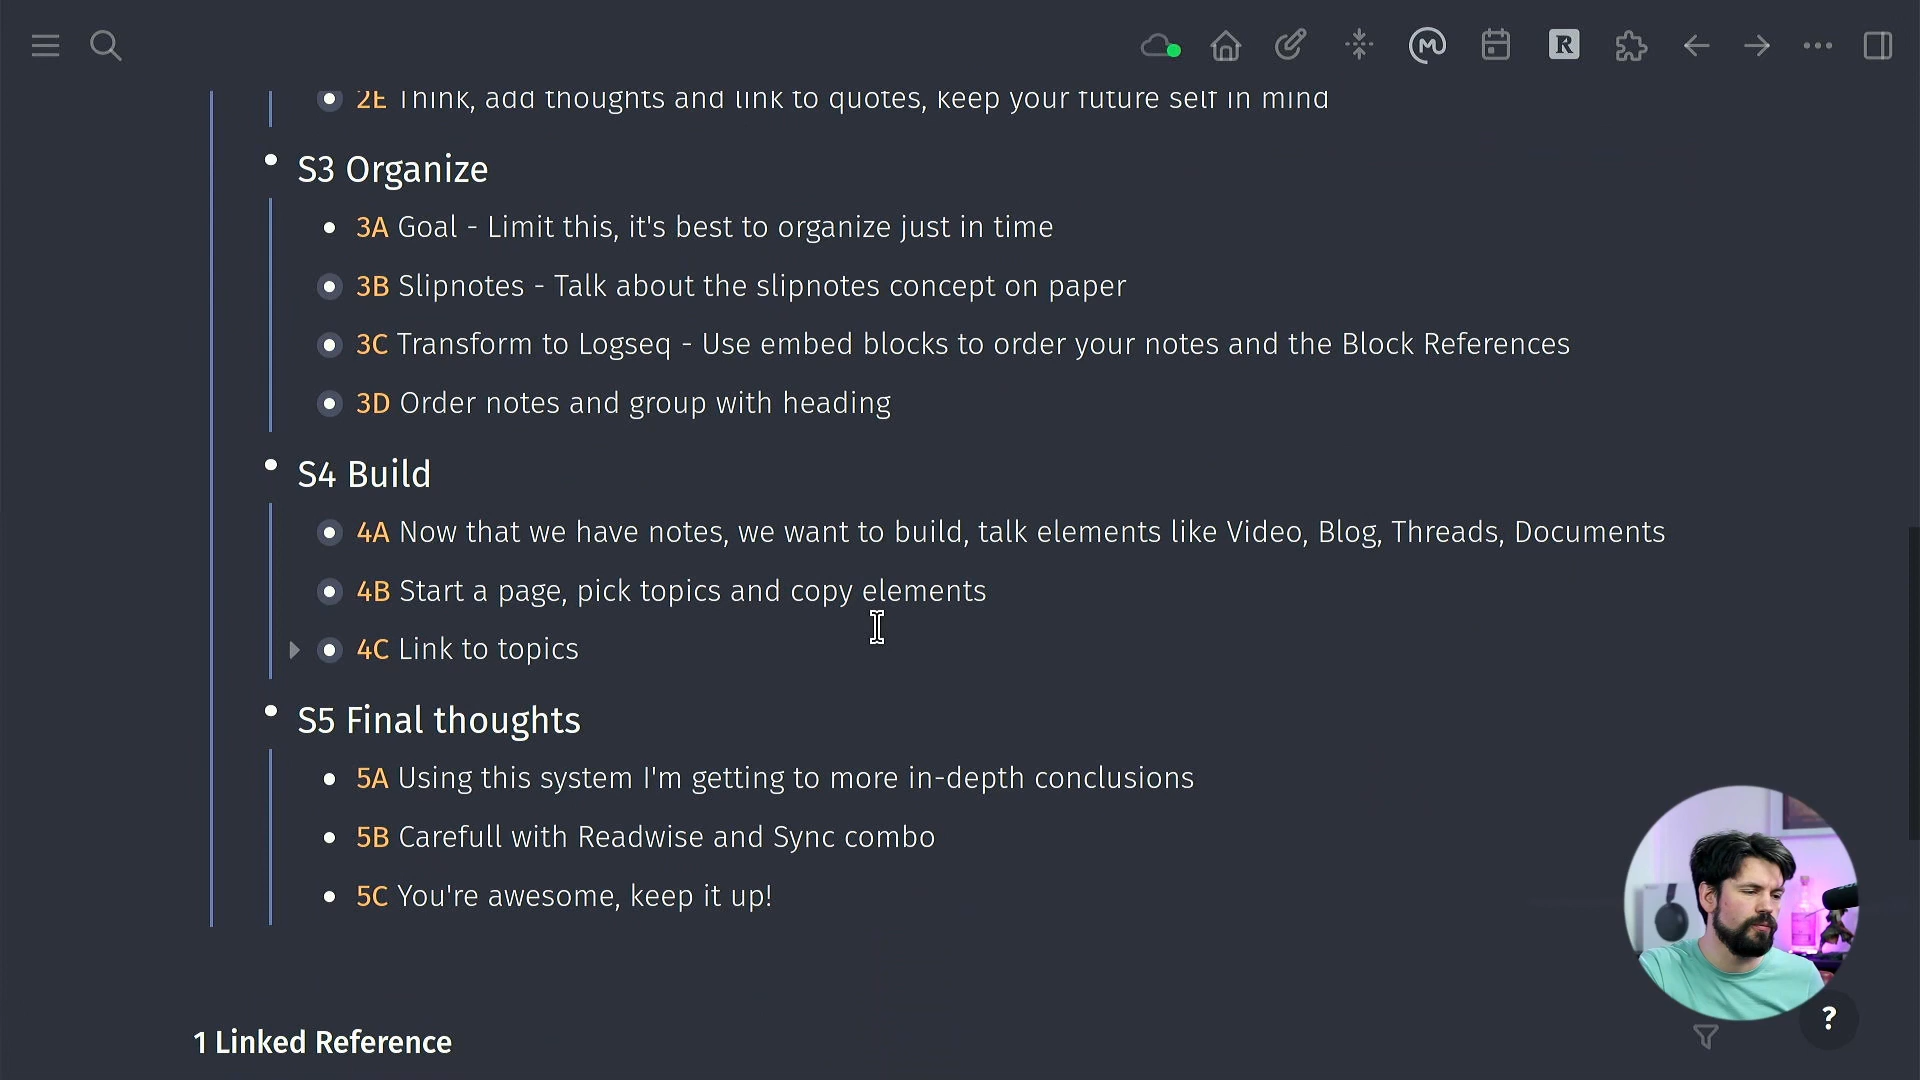 2E Think, add thoughts and link to quotes, keep your future self in mind
S3 Organize
3A Goal - Limit this, it's best to organize just in time
3B Slipnotes - Talk about the slipnotes concept on paper
3C Transform to Logseq - Use embed blocks to order your notes and the Block References
3D Order notes and group with heading
S4 Build
4A Now that we have notes, we want to build, talk elements like Video, Blog, Threads, Documents
4B Start a page, pick topics and copy elements
4C Link to topics
S5 Final thoughts
5A Using this system I'm getting to more in-depth conclusions
5B Carefull with Readwise and Sync combo
5C You're awesome, keep it up!
1 Linked Reference
R
M
?